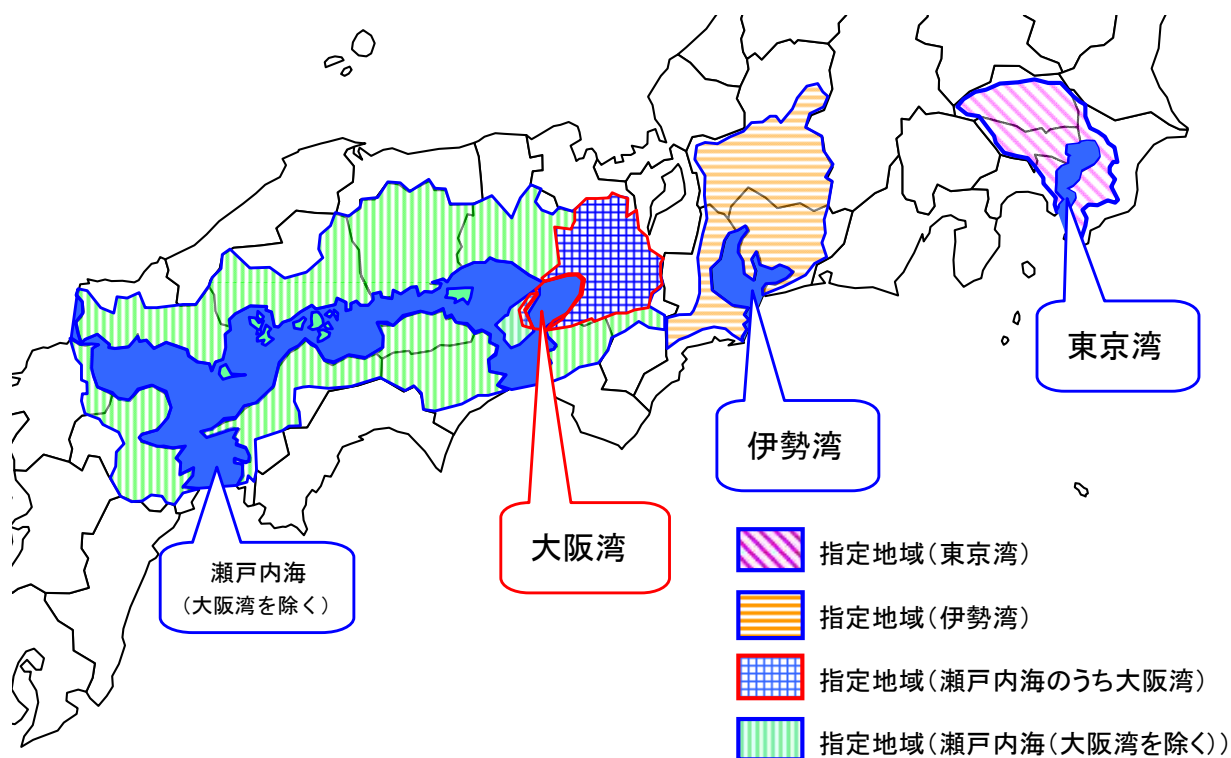 東京湾
伊勢湾
大阪湾
瀬戸内海
（大阪湾を除く）
指定地域（東京湾）
指定地域（伊勢湾）
指定地域（瀬戸内海のうち大阪湾）
指定地域（瀬戸内海（大阪湾を除く））